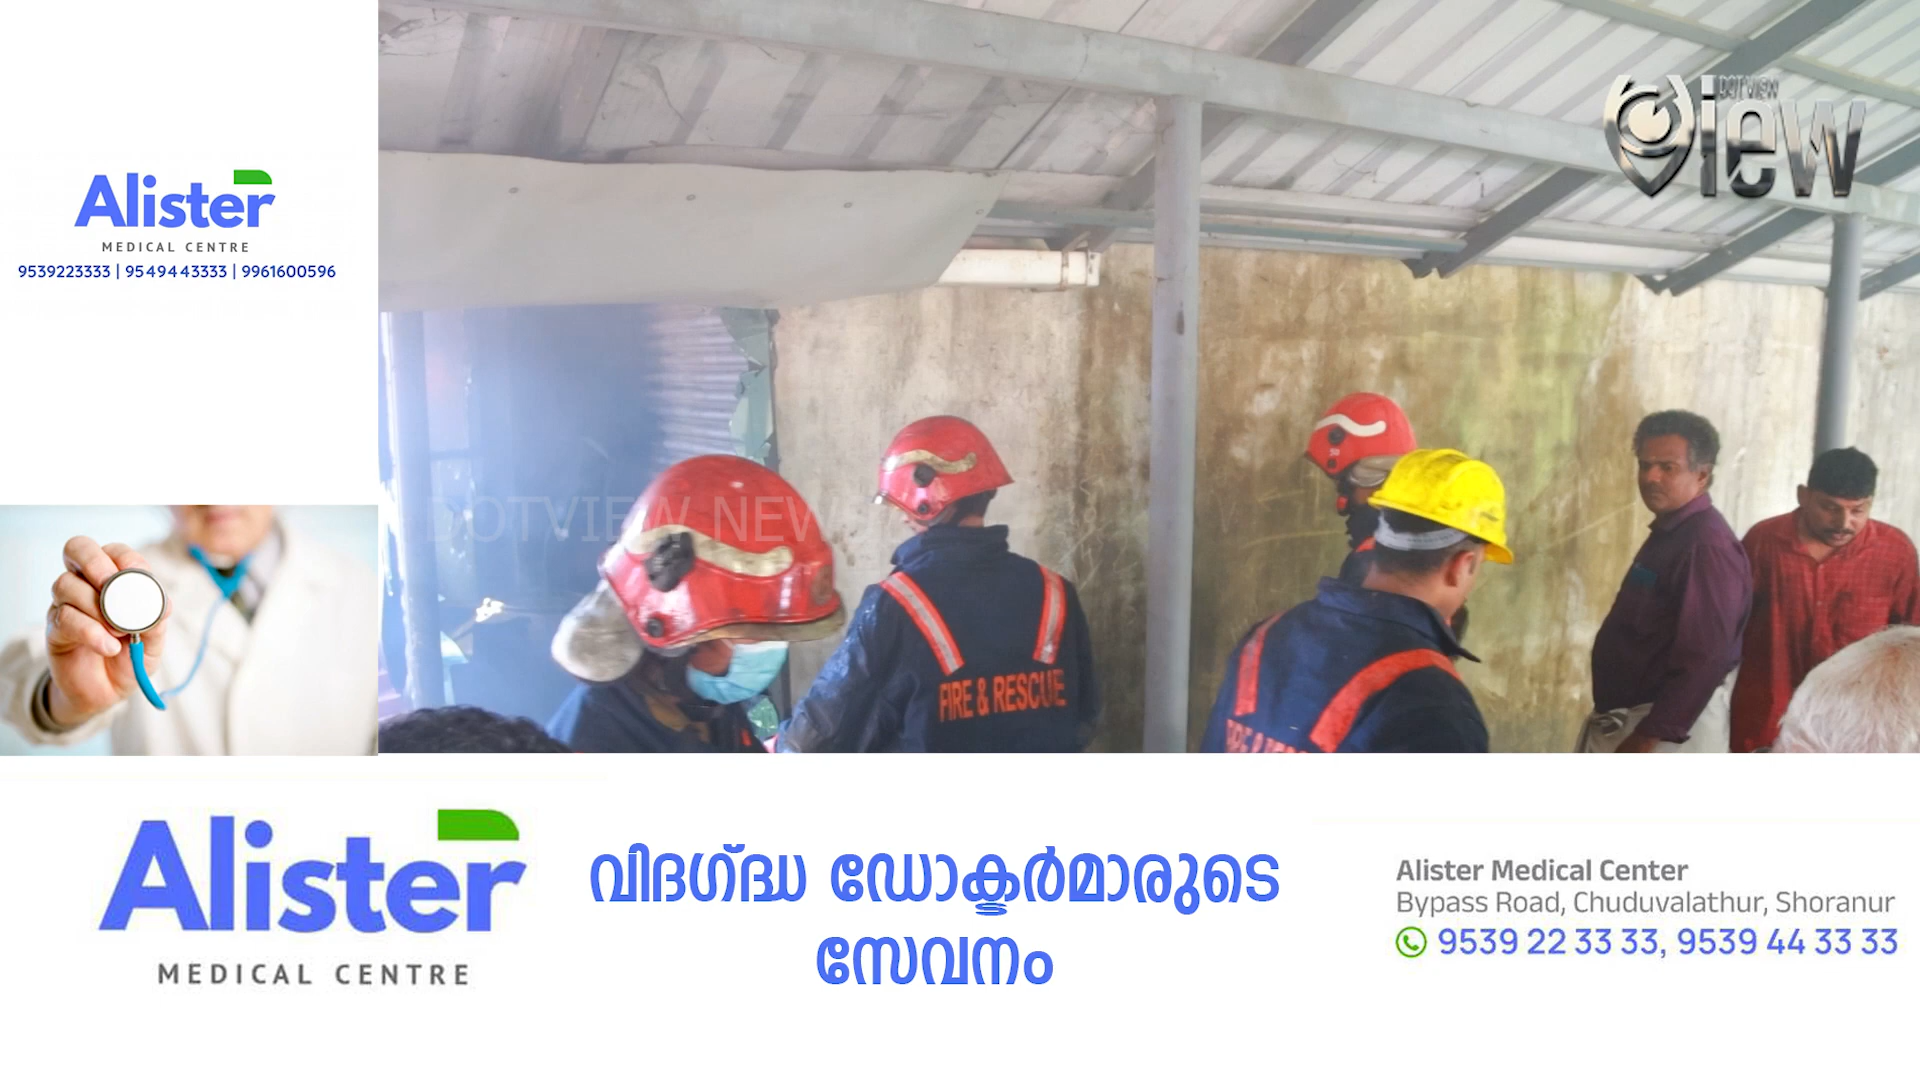 Alister
MEDICAL CENTRE
9539223333 | 9549443333 | 9961600596
DOTVIEW
View
DOTVIEW NEWS
FIRE & RESCUE
Alister
MEDICAL CENTRE
വിദഗ്ദ്ധ ഡോക്ടർമാരുടെ
സേവനം
Alister Medical Center
Bypass Road, Chuduvalathur, Shoranur
9539 22 33 33, 9539 44 33 33